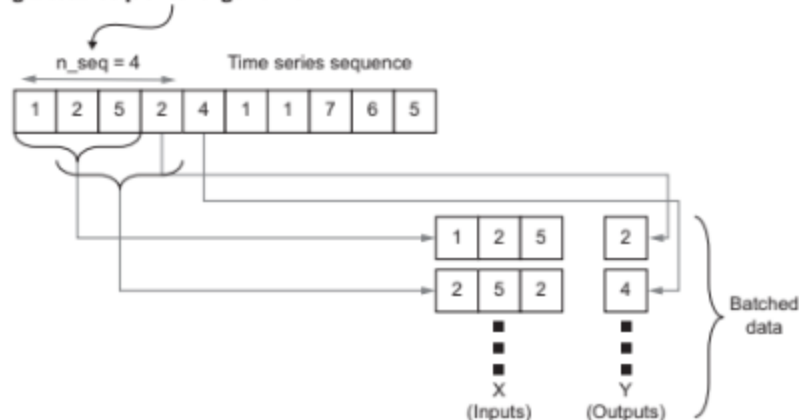 n_seq = 4
Time series sequence
1 2 5 2 4 1 1 7 6 5
1 2 5 2
2 5 2 4
Batched
data
X Y
(Inputs) (Outputs)